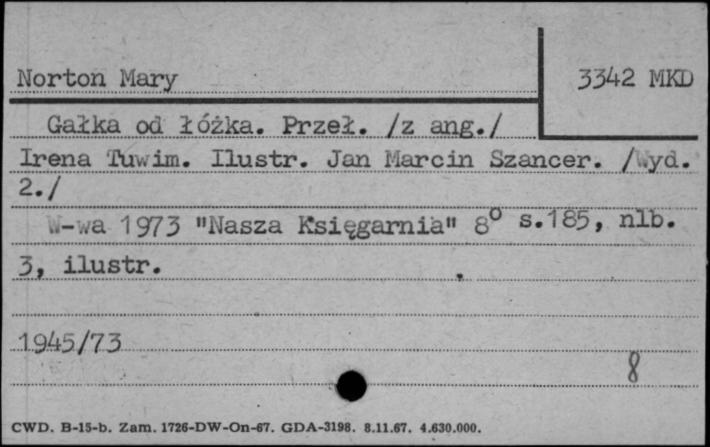 Norton Mary 3342 MKD
Gałka od łóżka. Przeł. /z ang./
Irena Tuwim. Ilustr. Jan Marcin Szancer. /Wyd.
2./
W-wa 1973 "Nasza Księgarnia" 8° s.185, nlb.
3, ilustr.
1945/73
8
CWD. B-15-b. Zam. 1726-DW-On-67. GDA-3198. 8.11.67. 4.630.000.